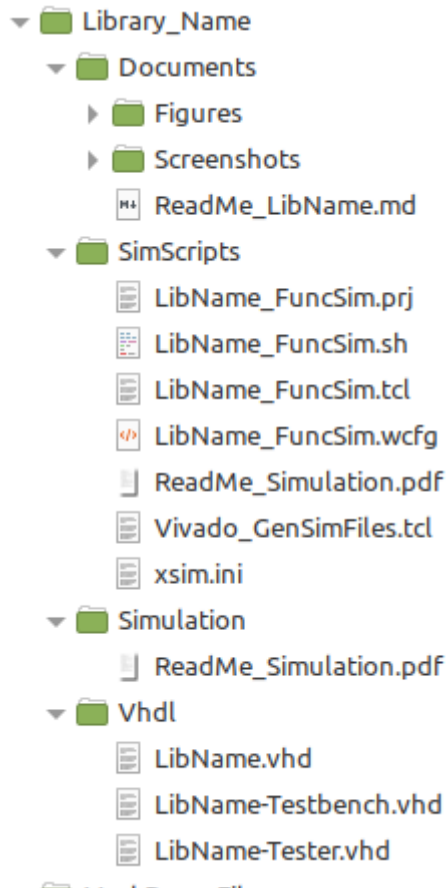 Library_Name
Documents
Figures
Screenshots
ReadMe_LibName.md
SimScripts
LibName_FuncSim.prj
LibName_FuncSim.sh
LibName_FuncSim.tcl
LibName_FuncSim.wcfg
ReadMe_Simulation.pdf
Vivado_GenSimFiles.tcl
xsim.ini
Simulation
ReadMe_Simulation.pdf
Vhdl
LibName.vhd
LibName-Testbench.vhd
LibName-Tester.vhd